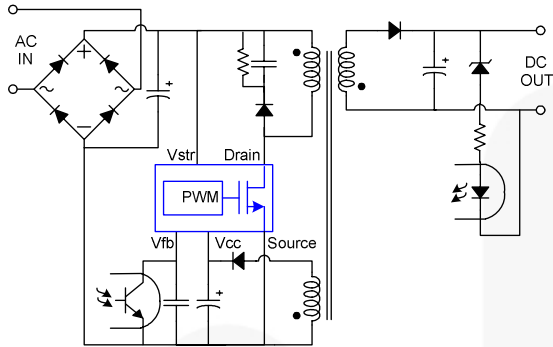 AC
IN
DC
OUT
Vstr Drain
PWM
Vfb Vcc Source